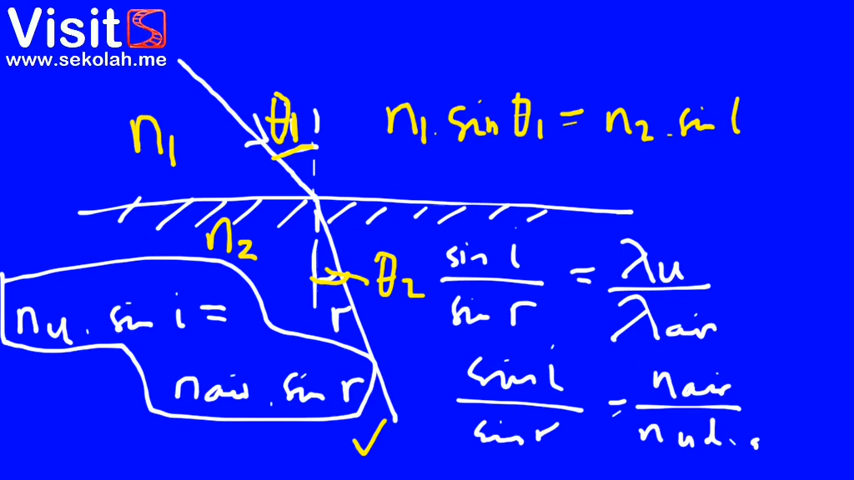 Visit S
www.sekolah.me
θ1
n1
n1 . sin θ1 = n2 . sin i
n2
θ2
sin i / sin r = λu / λair
nu . sin i =
r
nair . sin r
sin i / sin r = nair / nud.